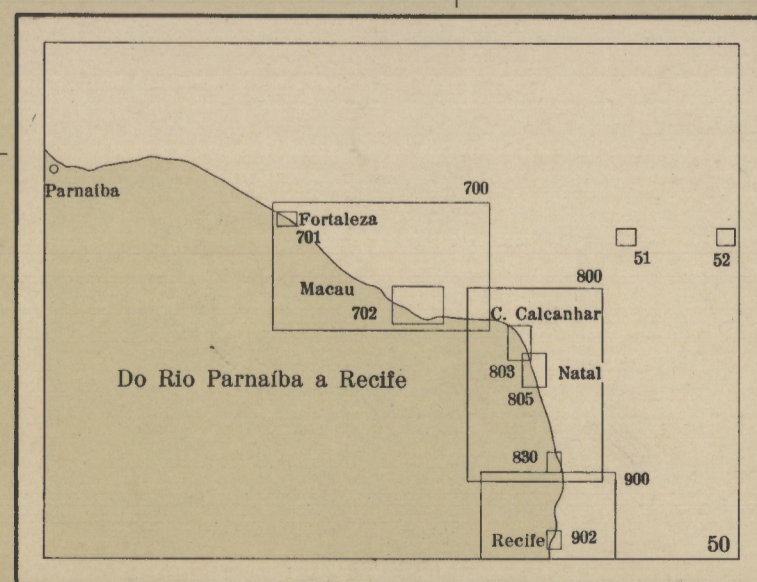 Parnaíba
700
Fortaleza
701
51
52
800
Macau
702
C. Calcanhar
803
Natal
Do Rio Parnaíba a Recife
805
830
900
Recife
902
50